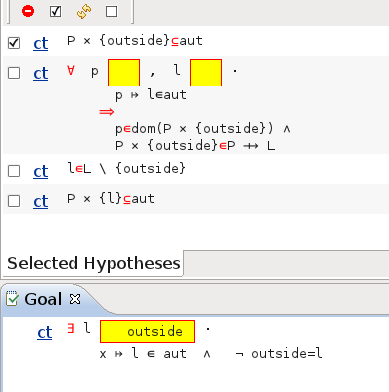 ct P × {outside}⊆aut
ct ∀ p , l ·
p ↦ l∈aut
⇒
p∈dom(P × {outside}) ∧
P × {outside}∈P ⇸ L
ct l∈L \ {outside}
ct P × {l}⊆aut
Selected Hypotheses
Goal
ct ∃ l outside ·
x ↦ l ∈ aut ∧ ¬ outside=l